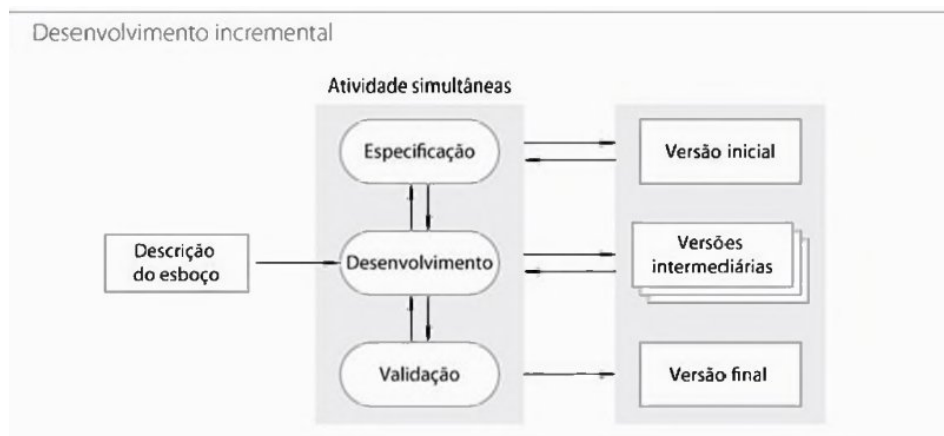 Desenvolvimento incremental
Atividade simultâneas
Especificação
Versão inicial
Descrição
do esboço
Desenvolvimento
Versões
intermediárias
Validação
Versão final